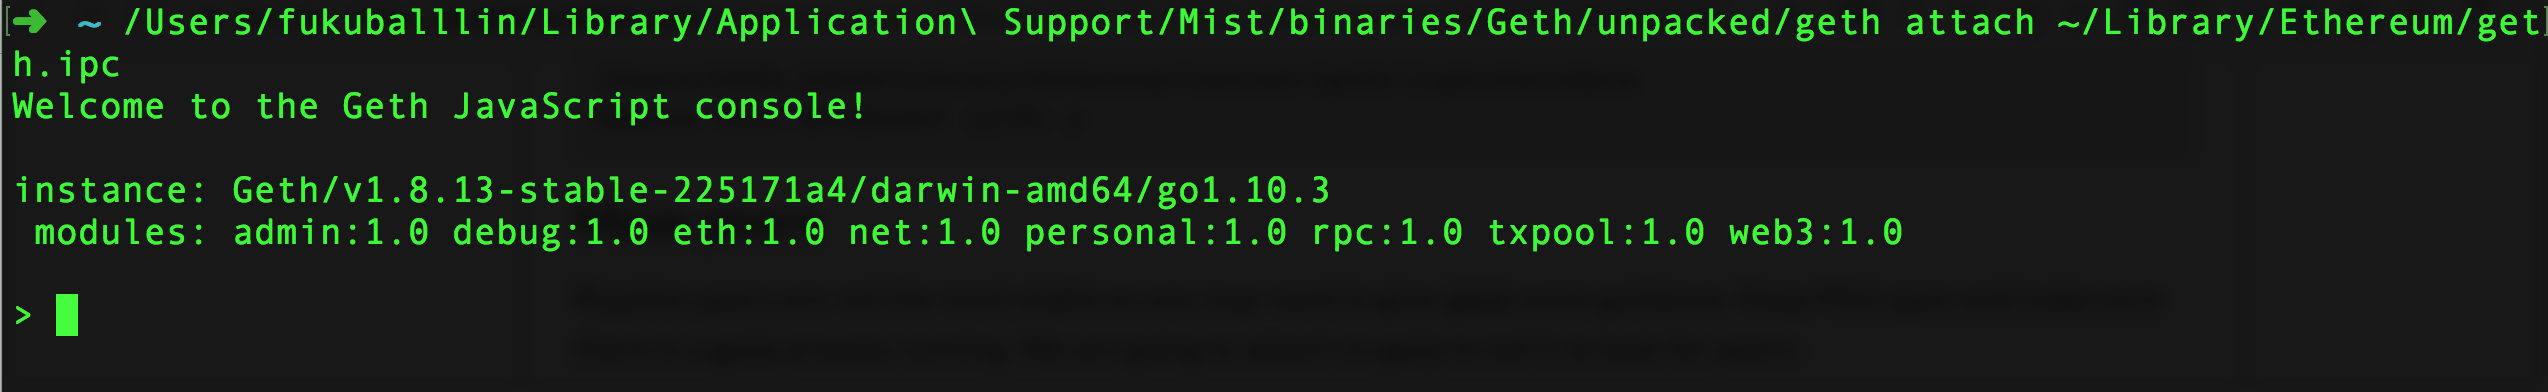 ➜ ~ /Users/fukuballlin/Library/Application\ Support/Mist/binaries/Geth/unpacked/geth attach ~/Library/Ethereum/get
h.ipc
Welcome to the Geth JavaScript console!
instance: Geth/v1.8.13-stable-225171a4/darwin-amd64/go1.10.3
modules: admin:1.0 debug:1.0 eth:1.0 net:1.0 personal:1.0 rpc:1.0 txpool:1.0 web3:1.0
>